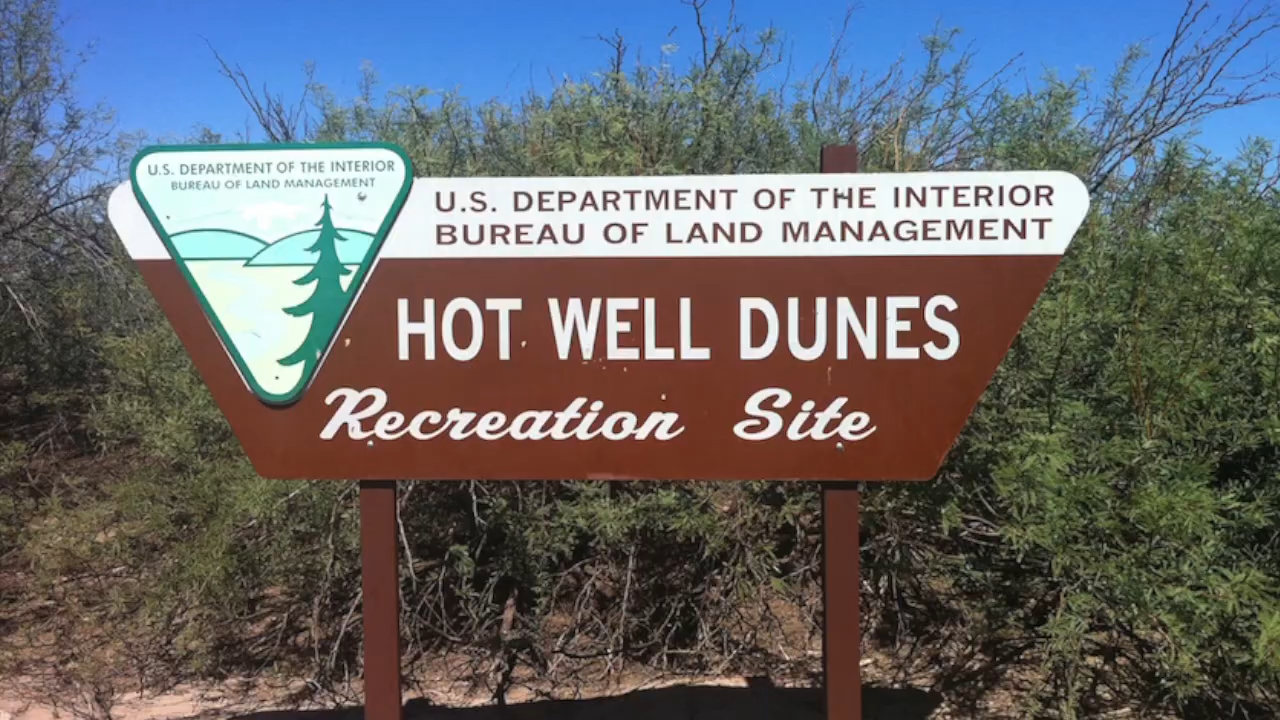 U.S. DEPARTMENT OF THE INTERIOR
BUREAU OF LAND MANAGEMENT
U.S. DEPARTMENT OF THE INTERIOR
BUREAU OF LAND MANAGEMENT
HOT WELL DUNES
Recreation Site